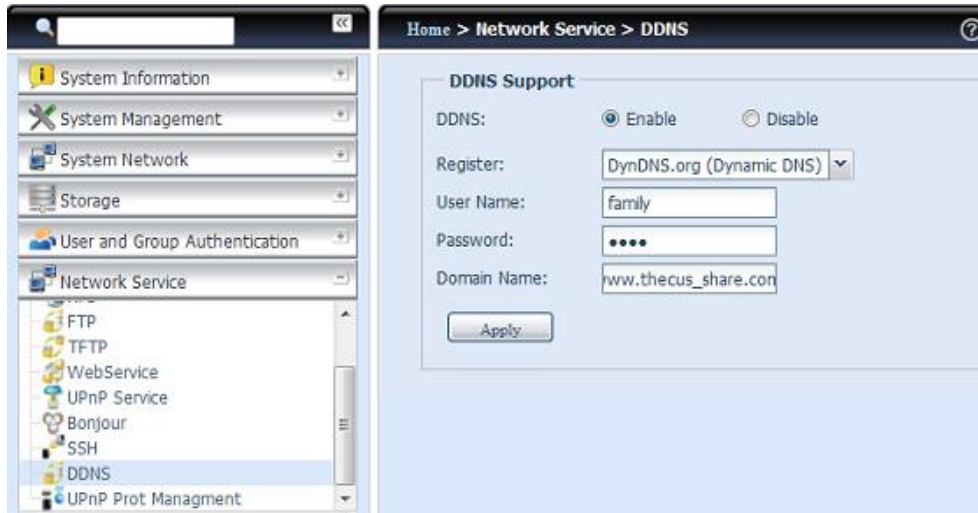 Home > Network Service > DDNS
System Information
System Management
System Network
Storage
User and Group Authentication
Network Service
FTP
TFTP
WebService
UPnP Service
Bonjour
SSH
DDNS
UPnP Prot Managment
DDNS Support
DDNS: Enable Disable
Register: DynDNS.org (Dynamic DNS)
User Name: family
Password: ••••
Domain Name: www.thecus_share.com
Apply